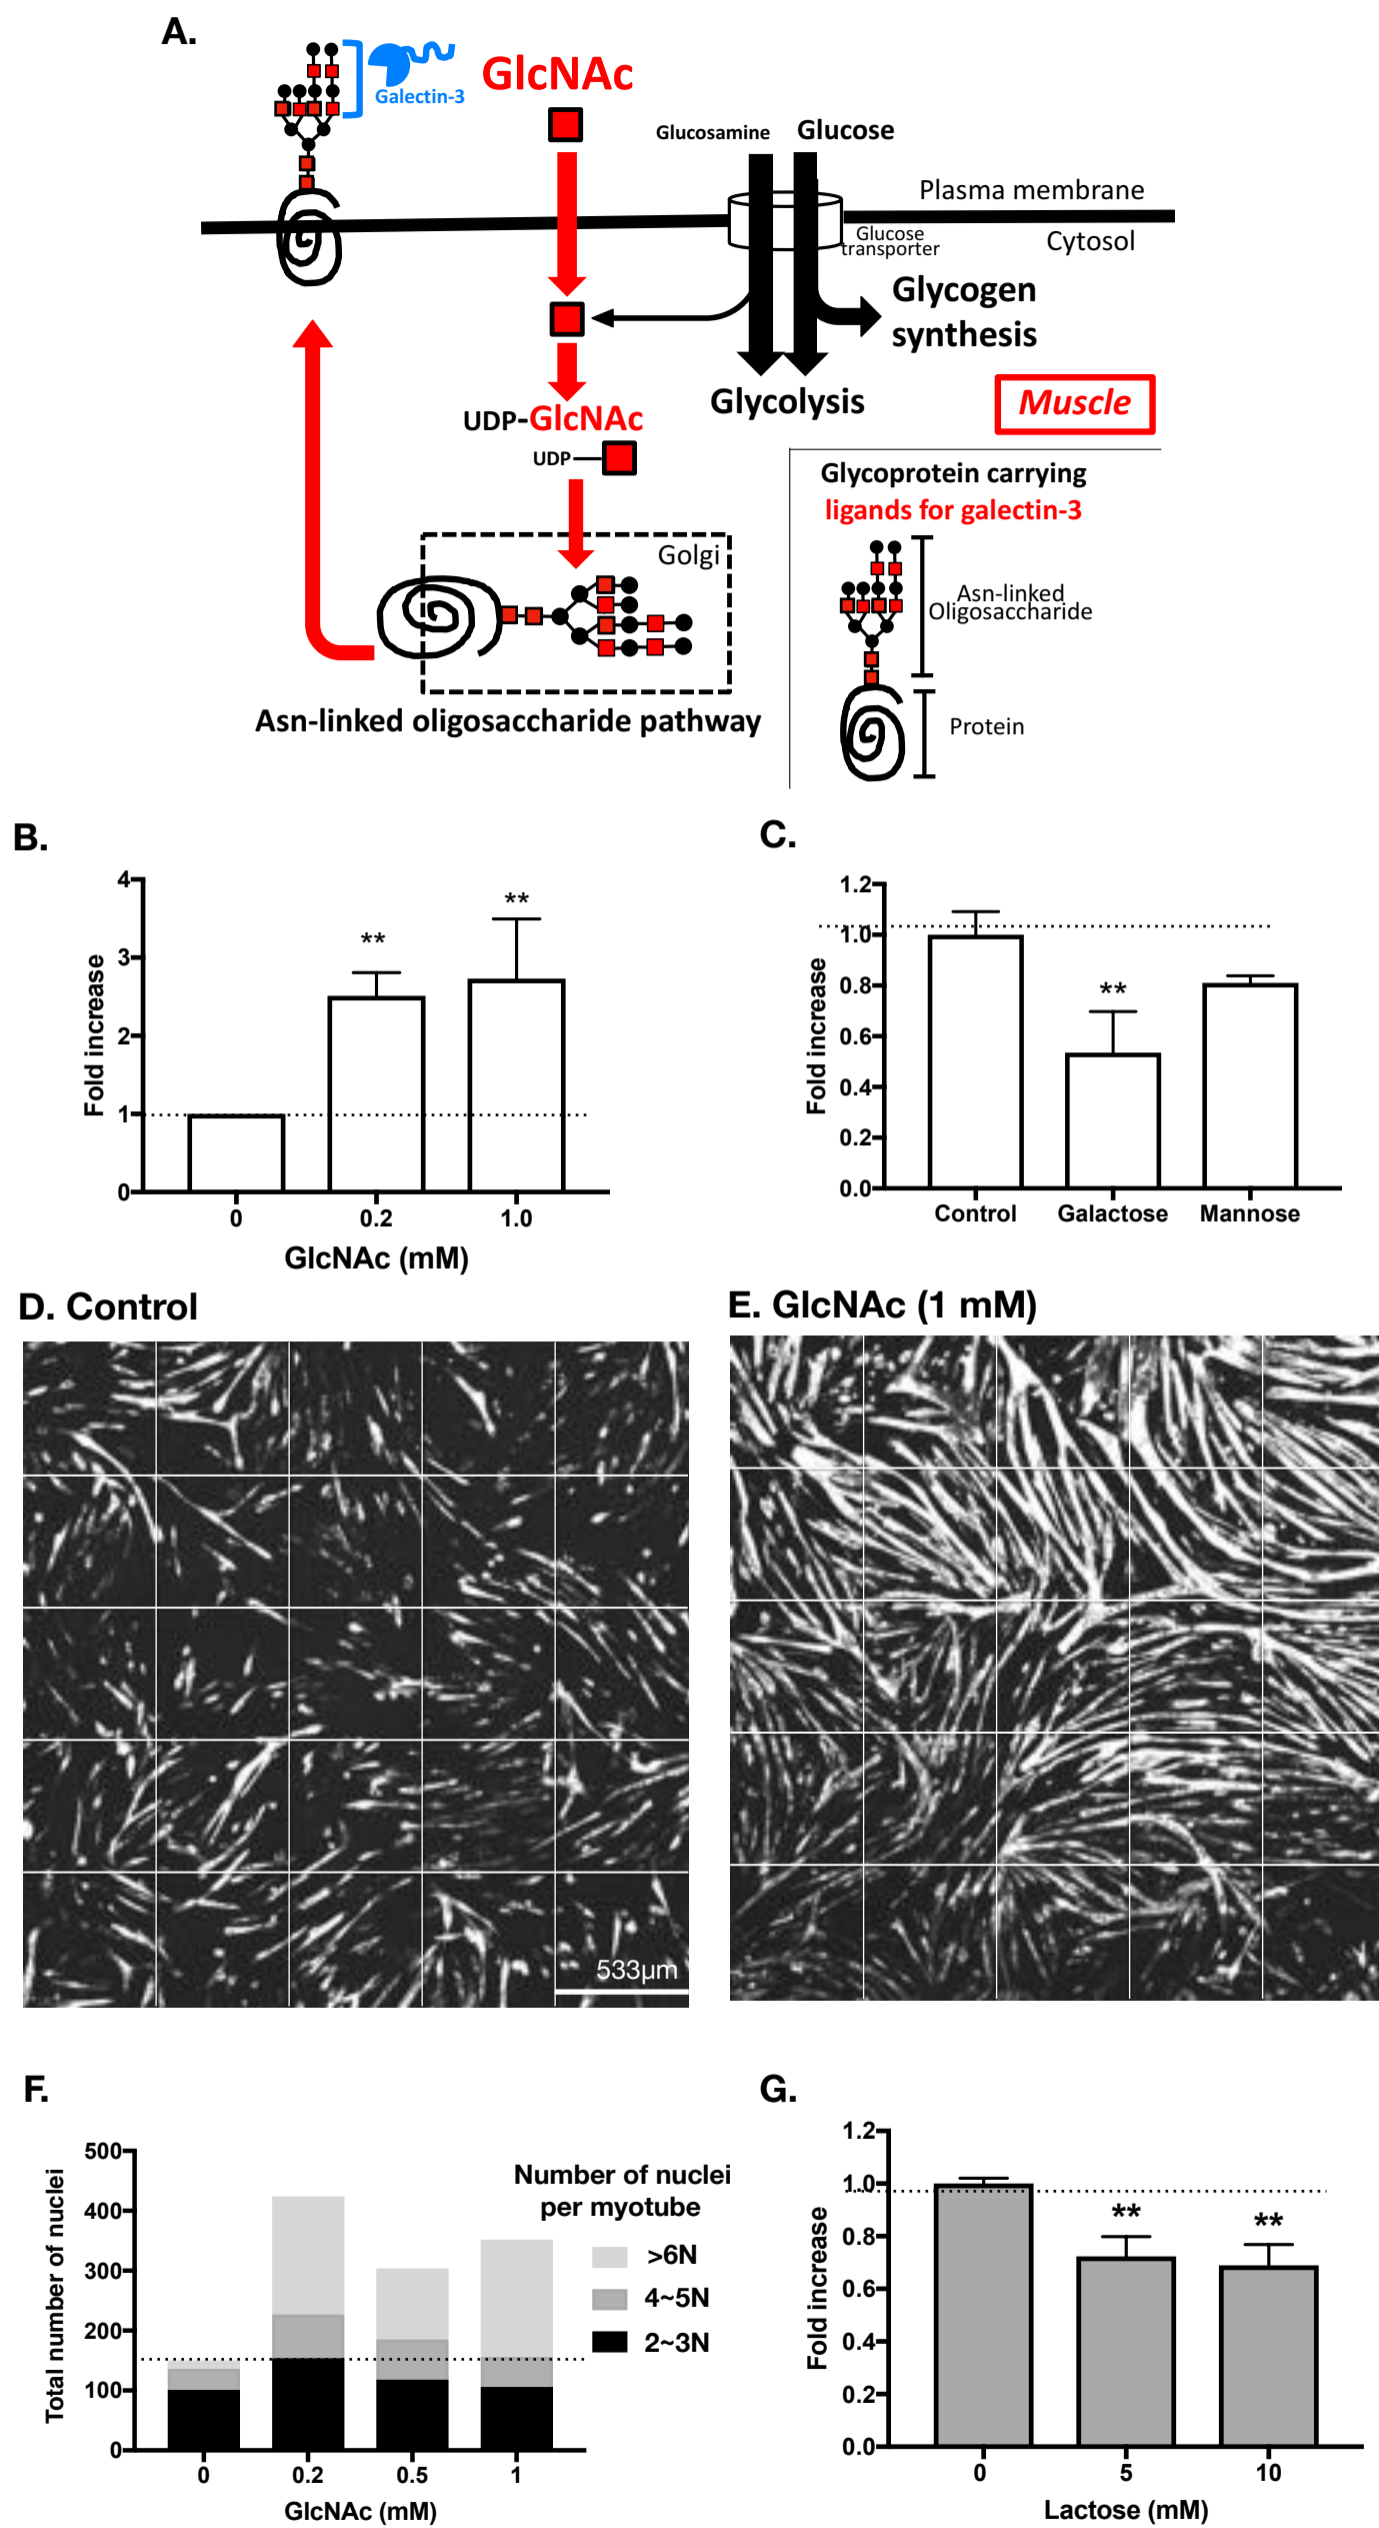 A.
Galectin-3
GlcNAc
Glucosamine
Glucose
Plasma membrane
Glucose
transporter
Cytosol
Glycogen
synthesis
Glycolysis
Muscle
UDP-GlcNAc
UDP
Golgi
Asn-linked oligosaccharide pathway
Glycoprotein carrying
ligands for galectin-3
Asn-linked
Oligosaccharide
Protein
B.
Fold increase
4
3
2
1
0
0
0.2
1.0
**
**
GlcNAc (mM)
C.
Fold increase
1.2
1.0
0.8
0.6
0.4
0.2
0.0
**
Control
Galactose
Mannose
D. Control
533µm
E. GlcNAc (1 mM)
F.
Total number of nuclei
500
400
300
200
100
0
0
0.2
0.5
1
GlcNAc (mM)
Number of nuclei
per myotube
>6N
4~5N
2~3N
G.
Fold increase
1.2
1.0
0.8
0.6
0.4
0.2
0.0
**
**
0
5
10
Lactose (mM)